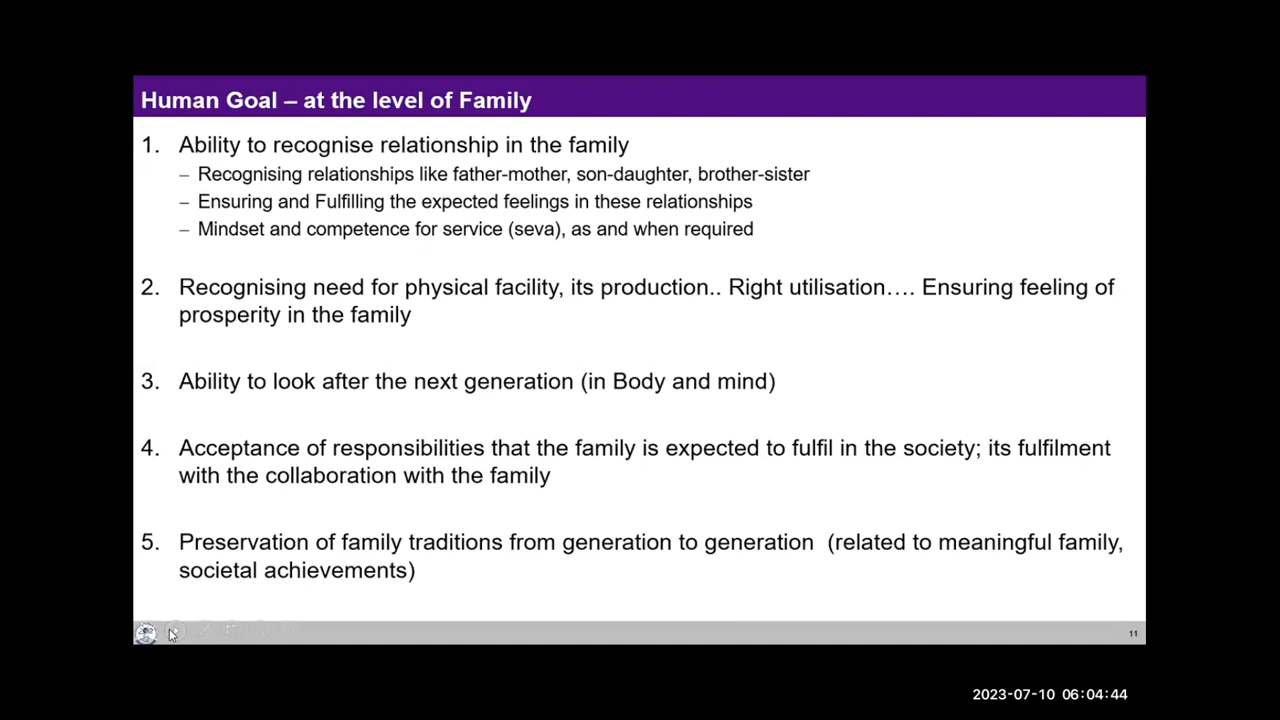 Human Goal – at the level of Family
1. Ability to recognise relationship in the family
– Recognising relationships like father-mother, son-daughter, brother-sister
– Ensuring and Fulfilling the expected feelings in these relationships
– Mindset and competence for service (seva), as and when required
2. Recognising need for physical facility, its production.. Right utilisation…. Ensuring feeling of
prosperity in the family
3. Ability to look after the next generation (in Body and mind)
4. Acceptance of responsibilities that the family is expected to fulfil in the society; its fulfilment
with the collaboration with the family
5. Preservation of family traditions from generation to generation  (related to meaningful family,
societal achievements)
11
2023-07-10 06:04:44